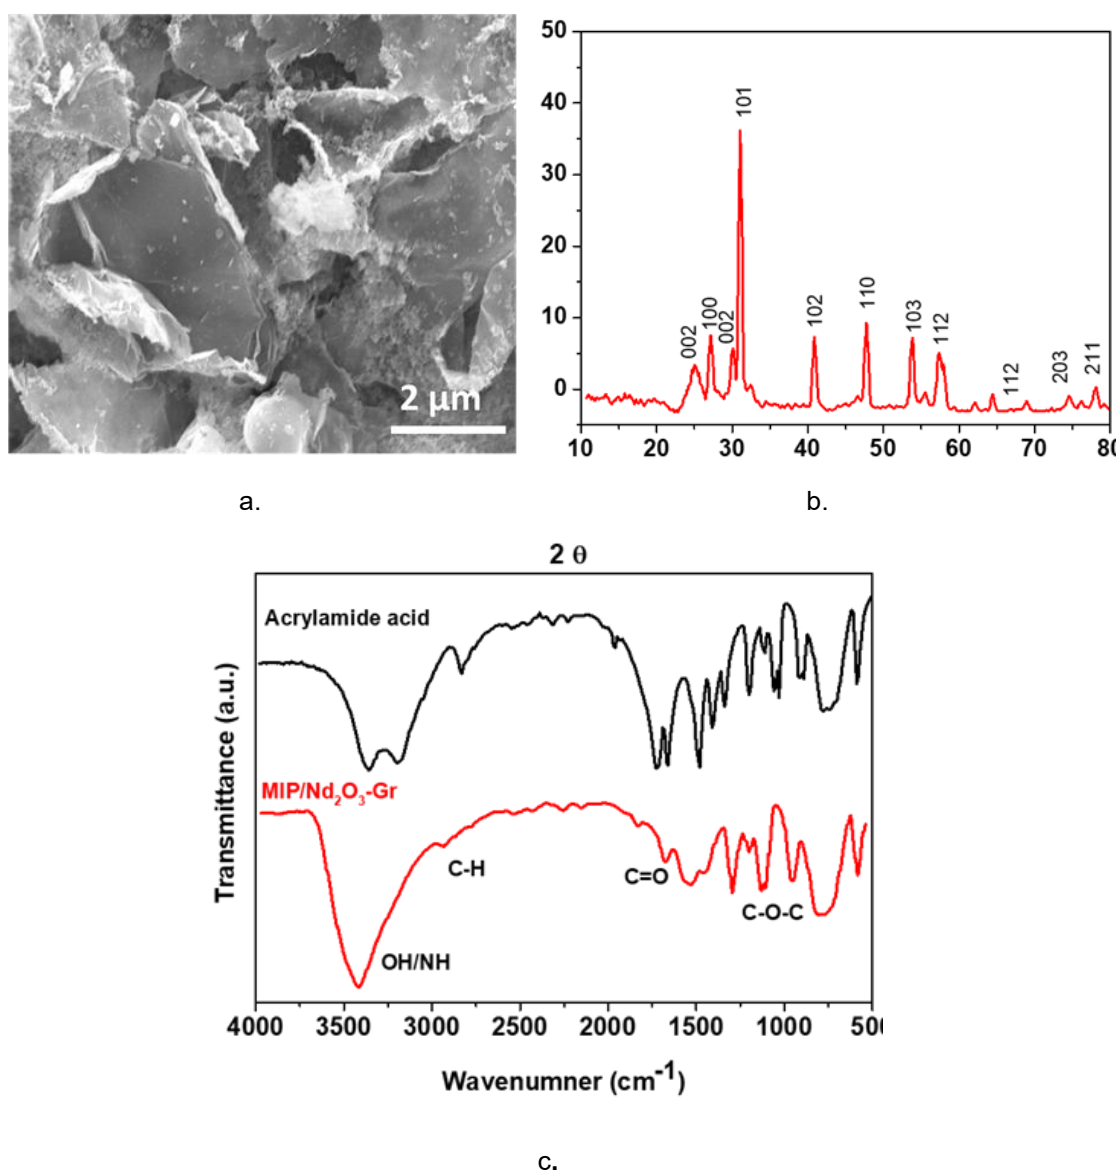 2 µm
a.
50
40
30
20
10
0
002
100
002
101
102
110
103
112
112
203
211
10 20 30 40 50 60 70 80
b.
2 θ
Acrylamide acid
MIP/Nd₂O₃-Gr
C-H
C=O
C-O-C
OH/NH
Transmittance (a.u.)
4000 3500 3000 2500 2000 1500 1000 500
Wavenumner (cm⁻¹)
c.